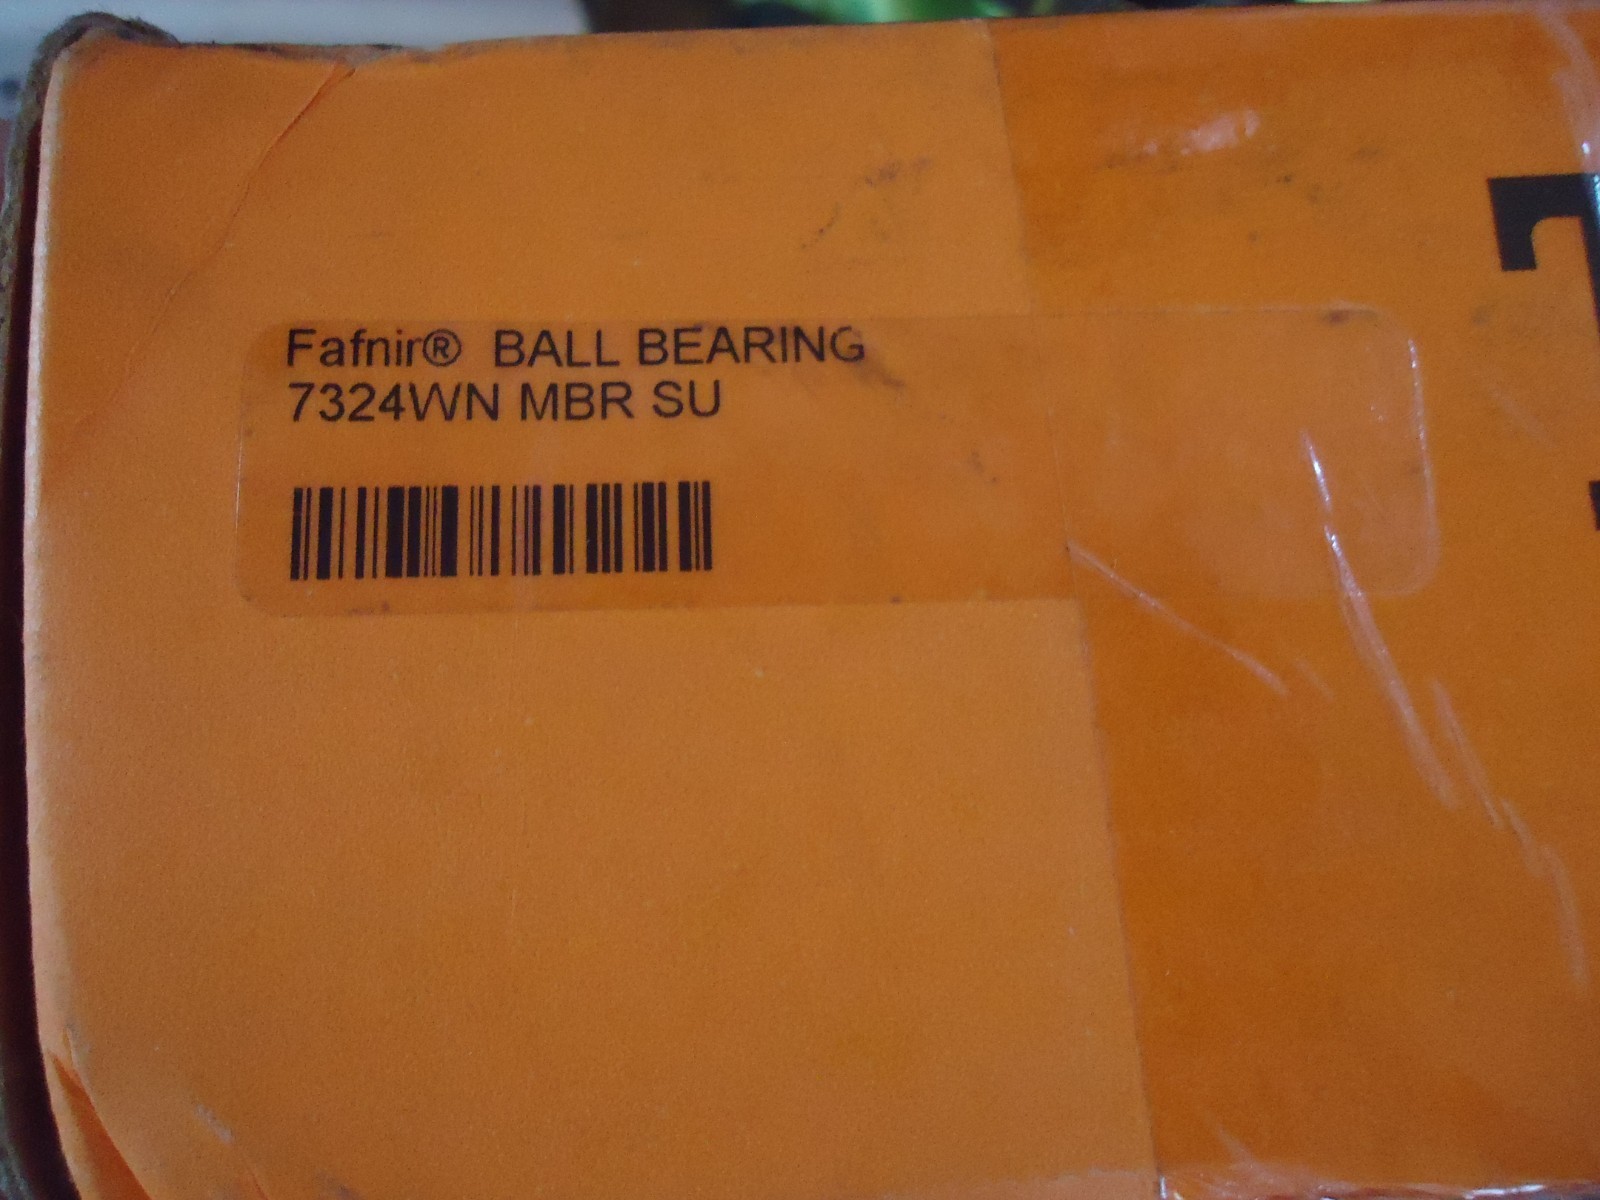 Fafnir® BALL BEARING
7324WN MBR SU